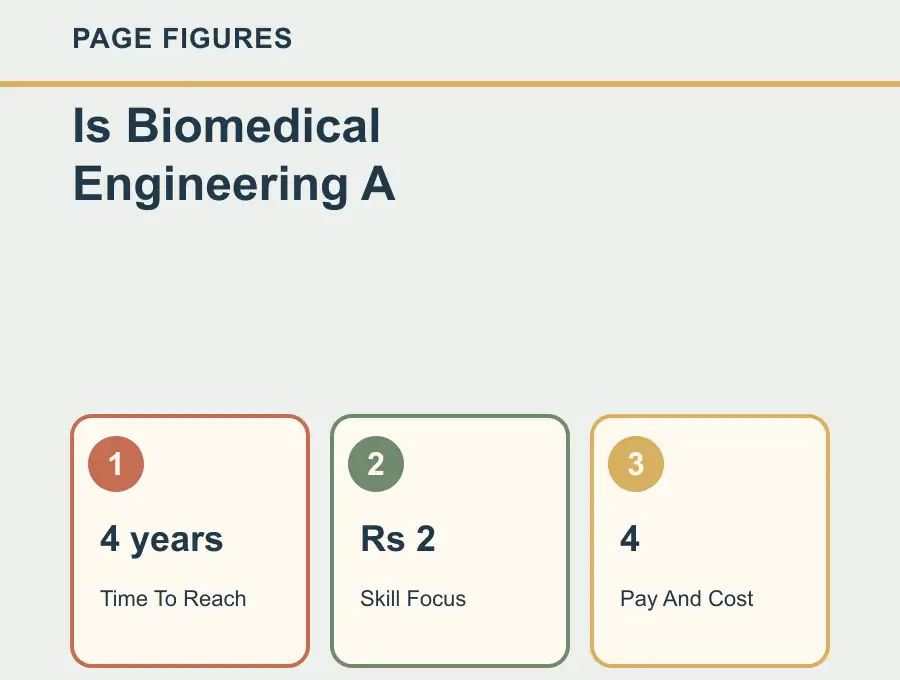 PAGE FIGURES
Is Biomedical
Engineering A
1
4 years
Time To Reach
2
Rs 2
Skill Focus
3
4
Pay And Cost